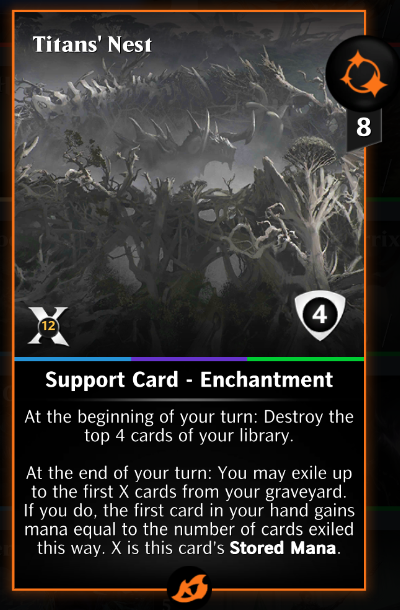 Titans' Nest
8
12
4
Support Card - Enchantment
At the beginning of your turn: Destroy the
top 4 cards of your library.
At the end of your turn: You may exile up
to the first X cards from your graveyard.
If you do, the first card in your hand gains
mana equal to the number of cards exiled
this way. X is this card's Stored Mana.